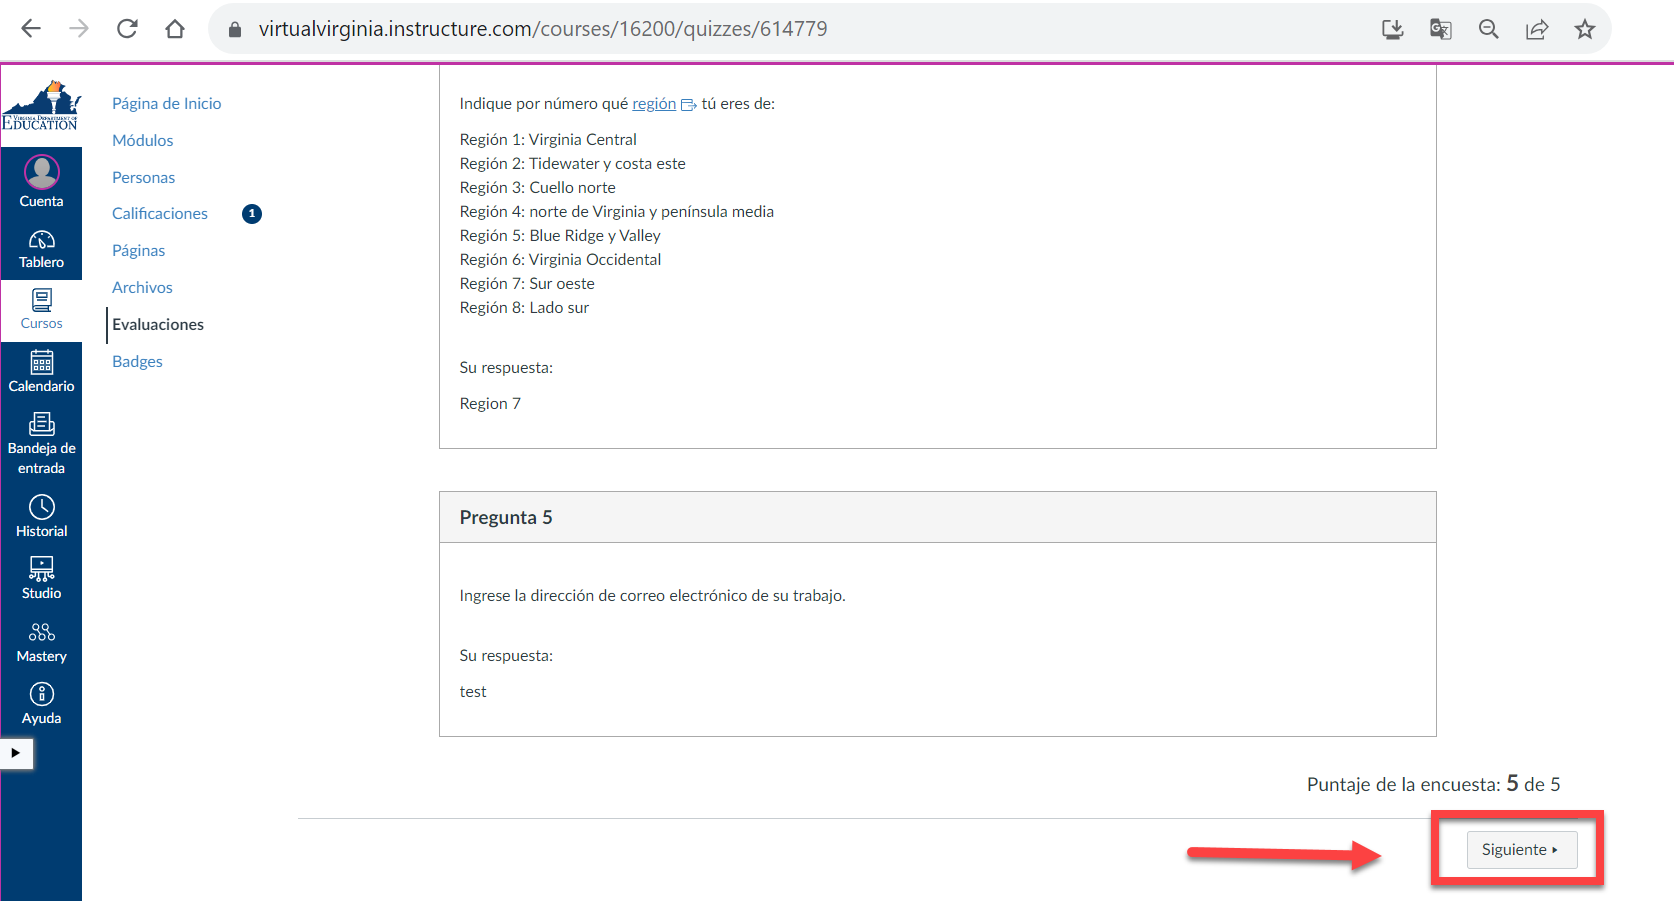 virtualvirginia.instructure.com/courses/16200/quizzes/614779
VIRGINIA DEPARTMENT OF
EDUCATION
Cuenta
Tablero
Cursos
Calendario
Bandeja de
entrada
Historial
Studio
Mastery
Ayuda
Página de Inicio
Módulos
Personas
Calificaciones 1
Páginas
Archivos
Evaluaciones
Badges
Indique por número qué región tú eres de:
Región 1: Virginia Central
Región 2: Tidewater y costa este
Región 3: Cuello norte
Región 4: norte de Virginia y península media
Región 5: Blue Ridge y Valley
Región 6: Virginia Occidental
Región 7: Sur oeste
Región 8: Lado sur
Su respuesta:
Region 7
Pregunta 5
Ingrese la dirección de correo electrónico de su trabajo.
Su respuesta:
test
Puntaje de la encuesta: 5 de 5
Siguiente